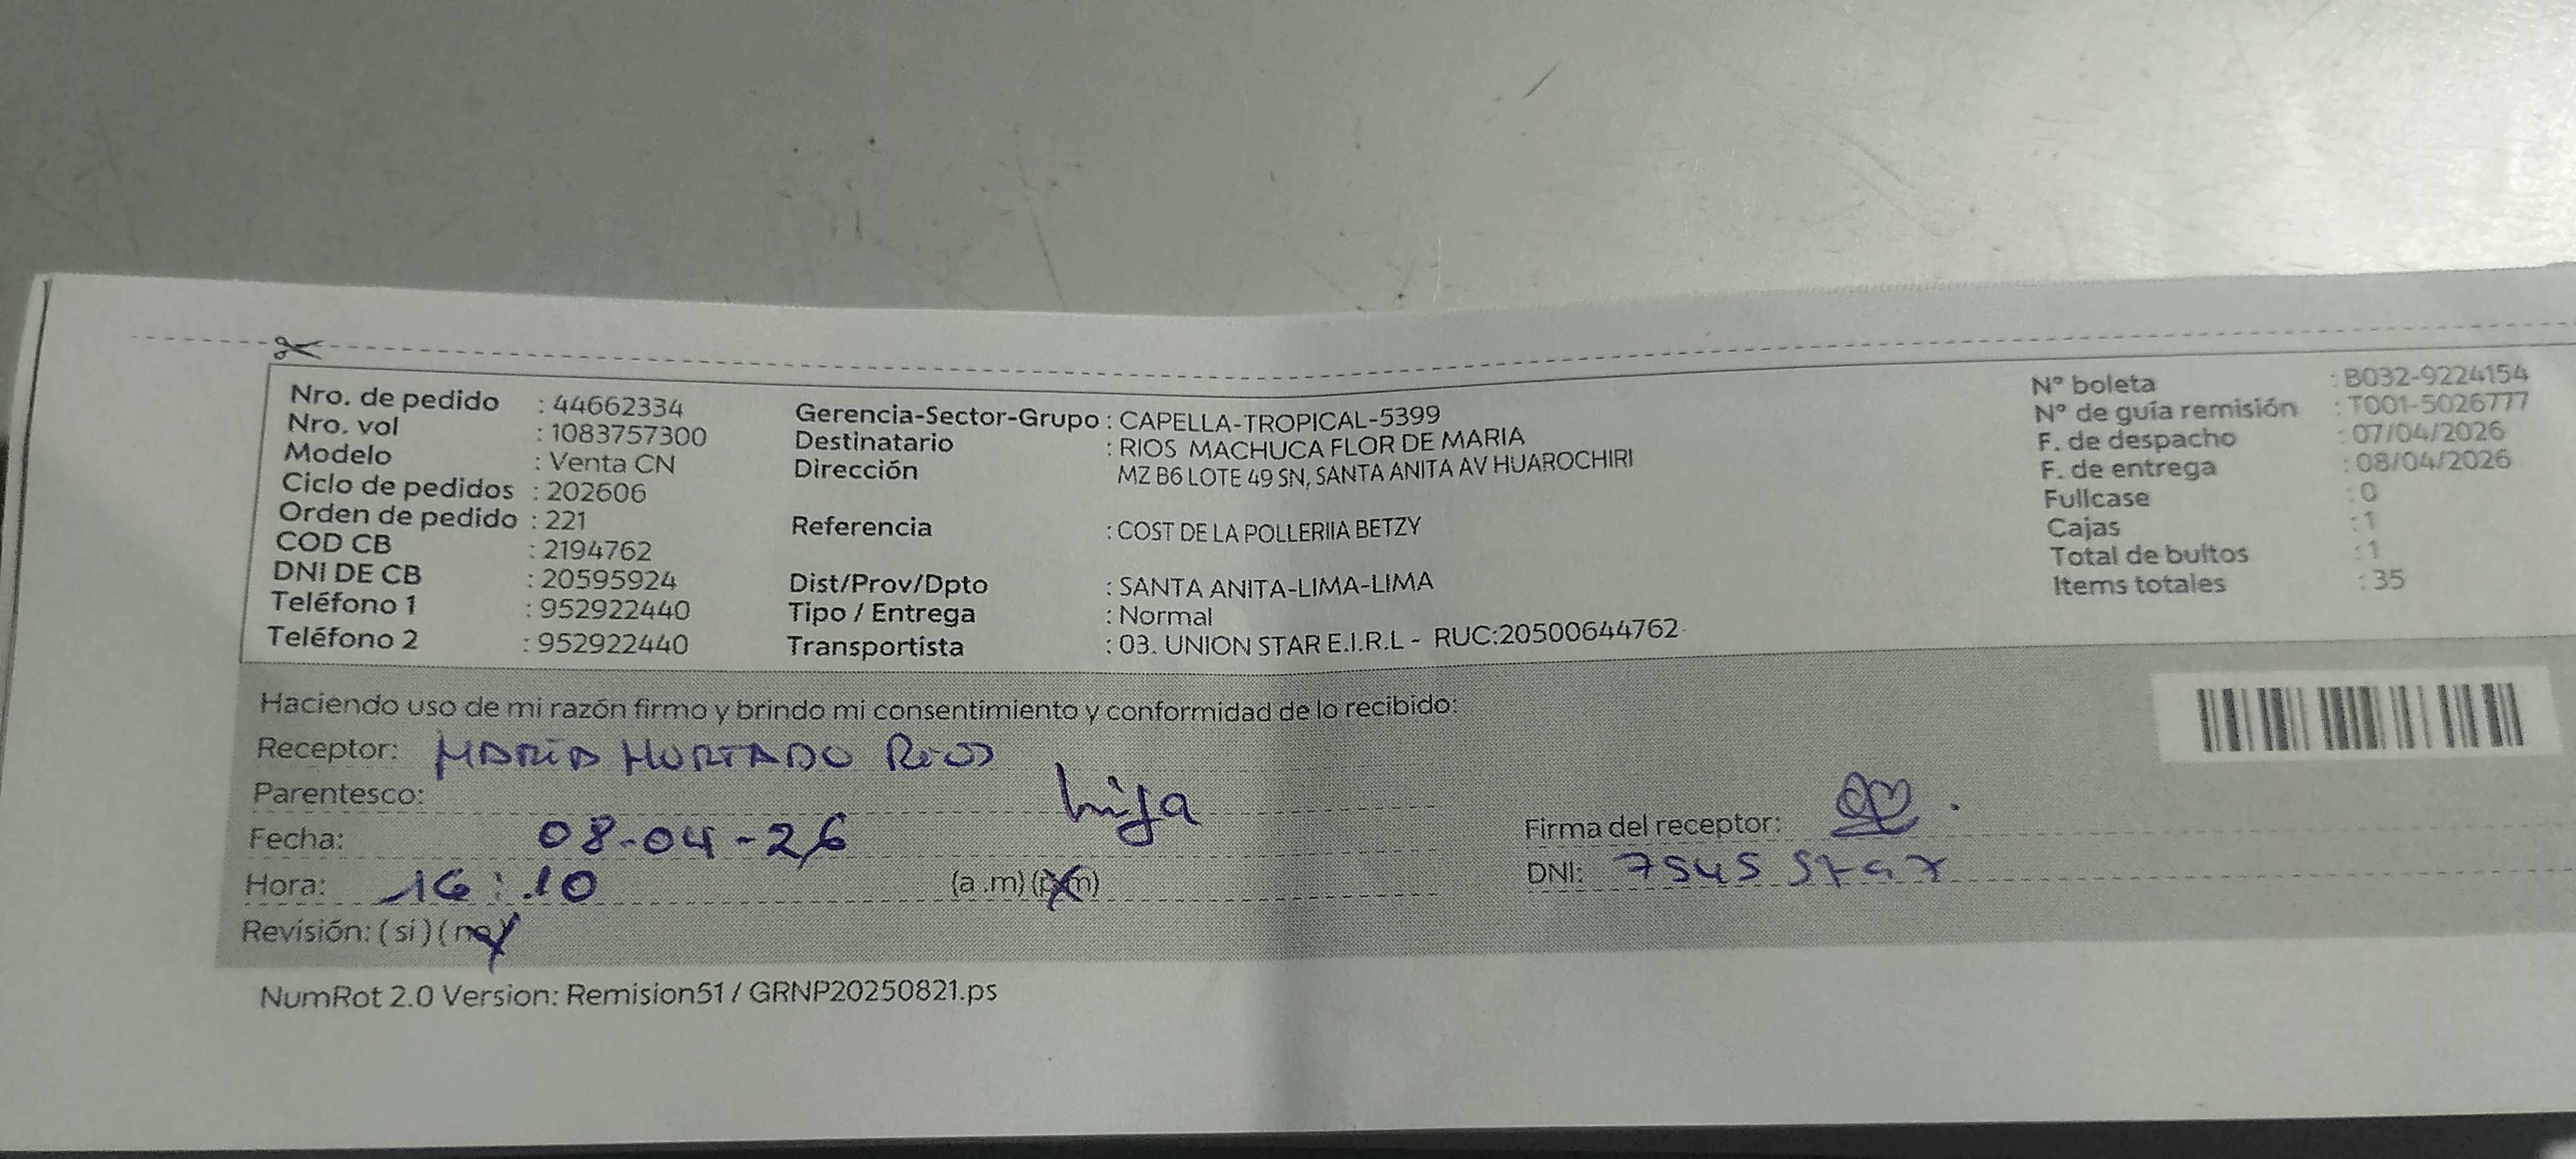 Nro. de pedido : 44662334
Nro. vol : 1083757300
Modelo : Venta CN
Ciclo de pedidos : 202606
Orden de pedido : 221
COD CB : 2194762
DNI DE CB : 20595924
Teléfono 1 : 952922440
Teléfono 2 : 952922440
Gerencia-Sector-Grupo : CAPELLA-TROPICAL-5399
Destinatario : RIOS MACHUCA FLOR DE MARIA
Dirección MZ B6 LOTE 49 SN, SANTA ANITA AV HUAROCHIRI
Referencia : COST DE LA POLLERIIA BETZY
Dist/Prov/Dpto : SANTA ANITA-LIMA-LIMA
Tipo / Entrega : Normal
Transportista : 03. UNION STAR E.I.R.L - RUC:20500644762
N° boleta : B032-9224154
N° de guía remisión : T001-5026777
F. de despacho : 07/04/2026
F. de entrega : 08/04/2026
Fullcase : 0
Cajas : 1
Total de bultos : 1
Items totales : 35
Haciendo uso de mi razón firmo y brindo mi consentimiento y conformidad de lo recibido:
Receptor: MARÍA HURTADO RIOS
Parentesco: hija
Fecha: 08-04-26
Hora: 16:10 (a.m) (p.m)
Revisión: (si) (no)
Firma del receptor:
DNI:
NumRot 2.0 Version: Remision51 / GRNP20250821.ps